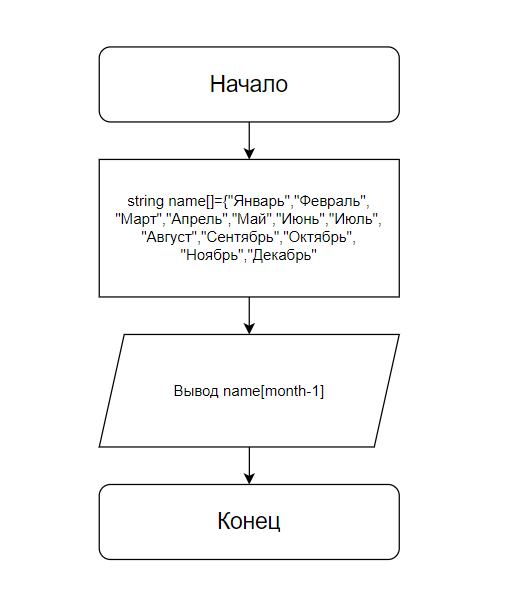 Начало
string name[]={"Январь","Февраль",
"Март","Апрель","Май","Июнь","Июль",
"Август","Сентябрь","Октябрь",
"Ноябрь","Декабрь"
Вывод name[month-1]
Конец